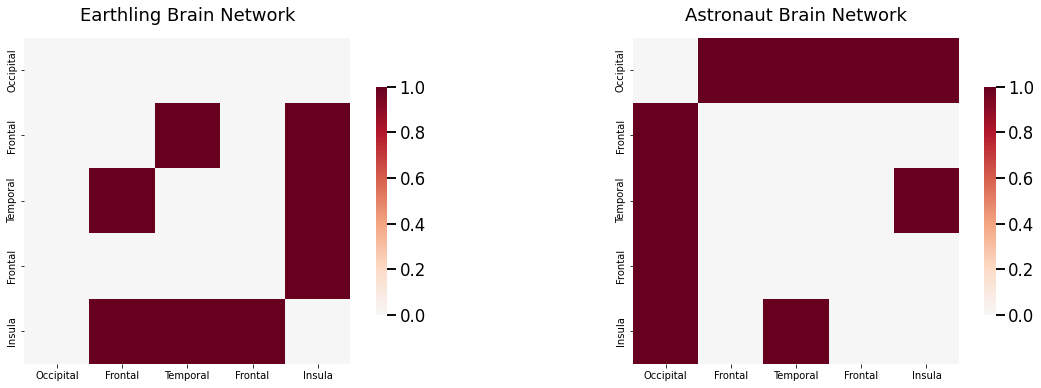 Earthling Brain Network
Astronaut Brain Network
Occipital
Frontal
Temporal
Frontal
Insula
Occipital Frontal Temporal Frontal Insula
1.0
0.8
0.6
0.4
0.2
0.0
Occipital
Frontal
Temporal
Frontal
Insula
Occipital Frontal Temporal Frontal Insula
1.0
0.8
0.6
0.4
0.2
0.0